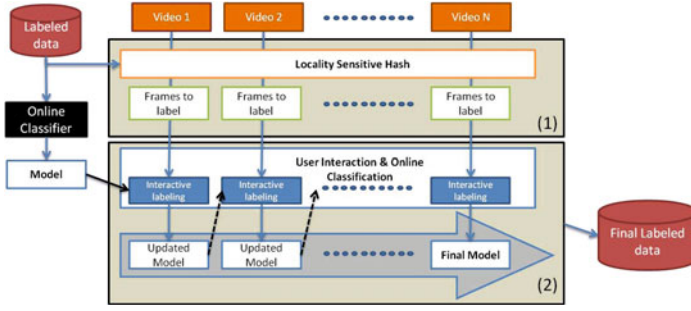 Labeled
data
Video 1
Video 2
Video N
Locality Sensitive Hash
Frames to
label
Frames to
label
Frames to
label
(1)
Online
Classifier
Model
User Interaction & Online
Classification
Interactive
labeling
Interactive
labeling
Interactive
labeling
Updated
Model
Updated
Model
Final Model
(2)
Final Labeled
data